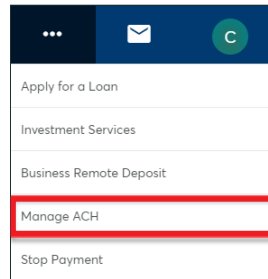 •••
C
Apply for a Loan
Investment Services
Business Remote Deposit
Manage ACH
Stop Payment